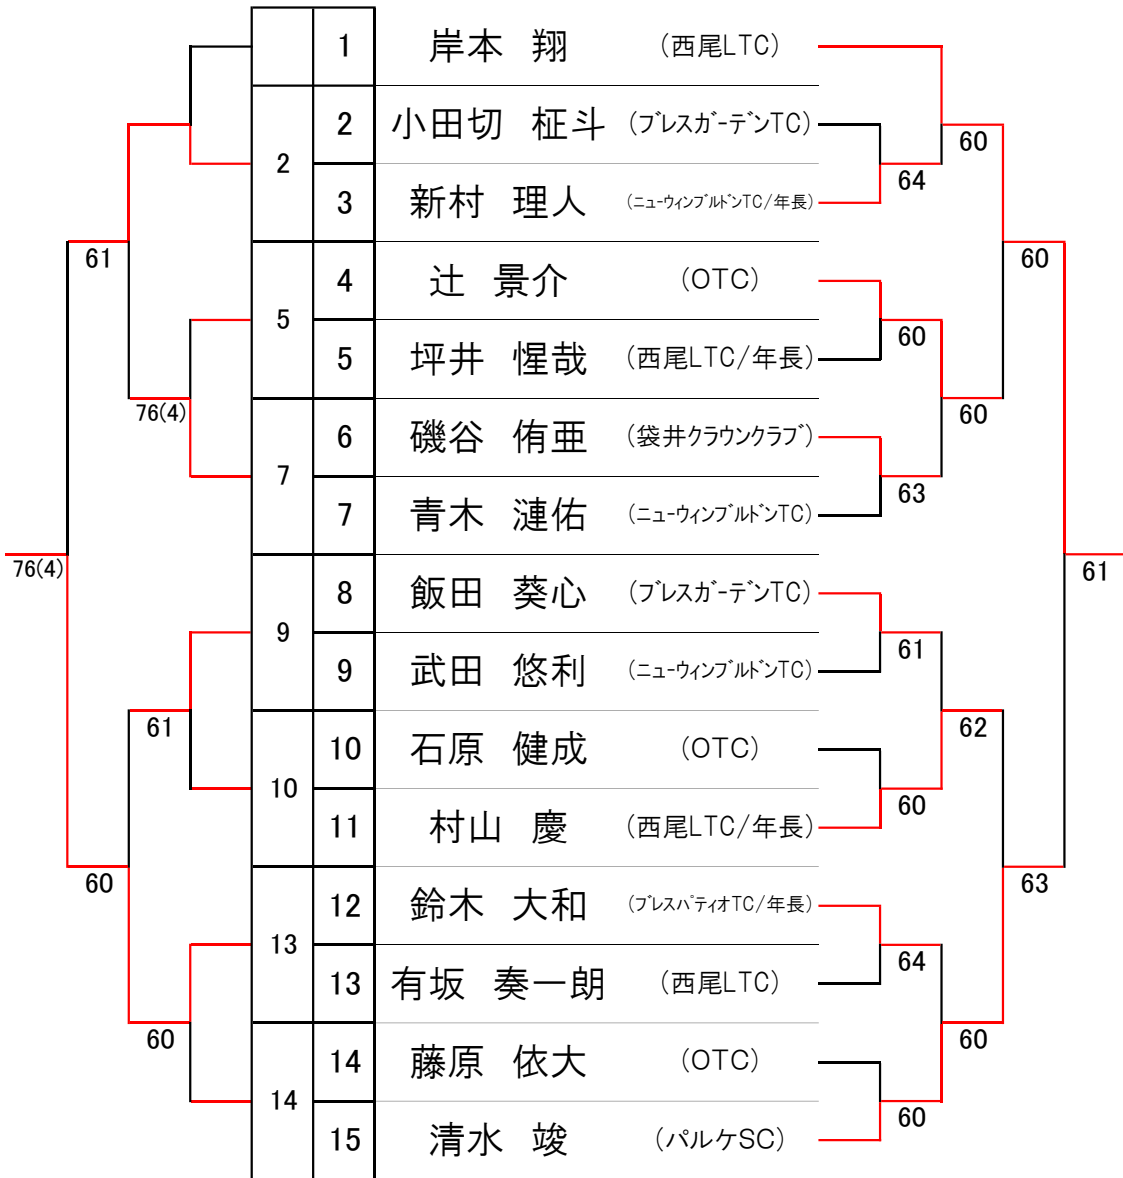 1 岸本 翔 (西尾LTC)
2 小田切 柾斗 (ブレスガーデンTC) 60
2 64
3 新村 理人 (ニューウィンブルドンTC/年長)
61 4 辻 景介 (OTC) 60
5 60
5 坪井 惺哉 (西尾LTC/年長)
76(4) 60
6 磯谷 侑亜 (袋井クラウンクラブ)
7 63
7 青木 漣佑 (ニューウィンブルドンTC)
76(4) 61
8 飯田 葵心 (ブレスガーデンTC)
9 61
9 武田 悠利 (ニューウィンブルドンTC)
61 62
10 石原 健成 (OTC)
10 60
11 村山 慶 (西尾LTC/年長)
60 63
12 鈴木 大和 (ブレスパティオTC/年長)
13 64
13 有坂 奏一朗 (西尾LTC)
60 60
14 藤原 依大 (OTC)
14 60
15 清水 竣 (パルケSC)